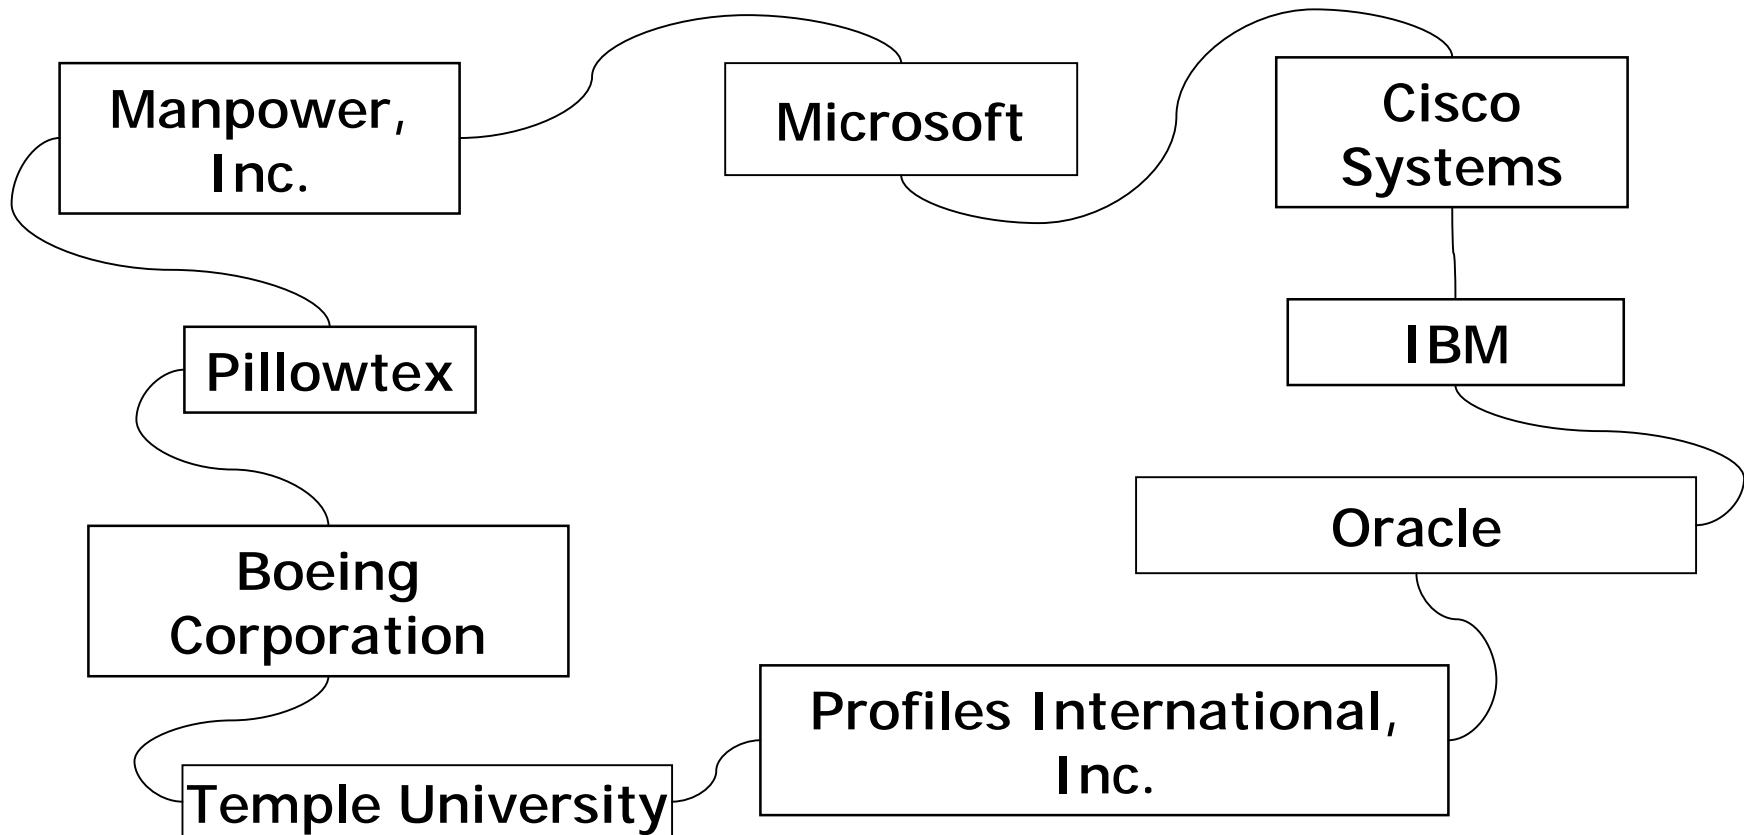 Manpower,
Inc.
Microsoft
Cisco
Systems
Pillowtex
IBM
Boeing
Corporation
Oracle
Profiles International,
Inc.
Temple University